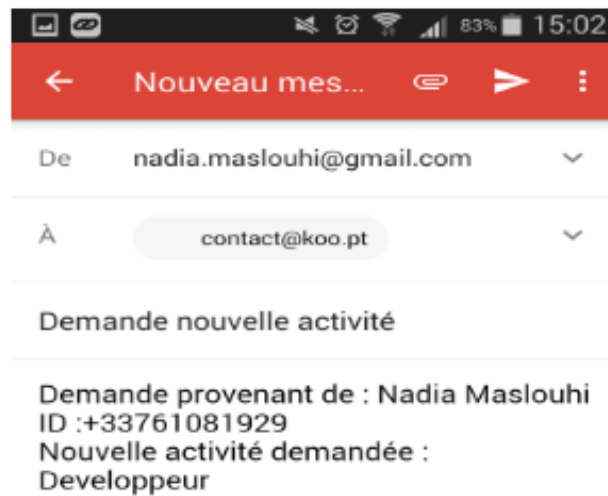 83% 15:02
Nouveau mes...
De nadia.maslouhi@gmail.com
À contact@koo.pt
Demande nouvelle activité
Demande provenant de : Nadia Maslouhi
ID :+33761081929
Nouvelle activité demandée :
Developpeur